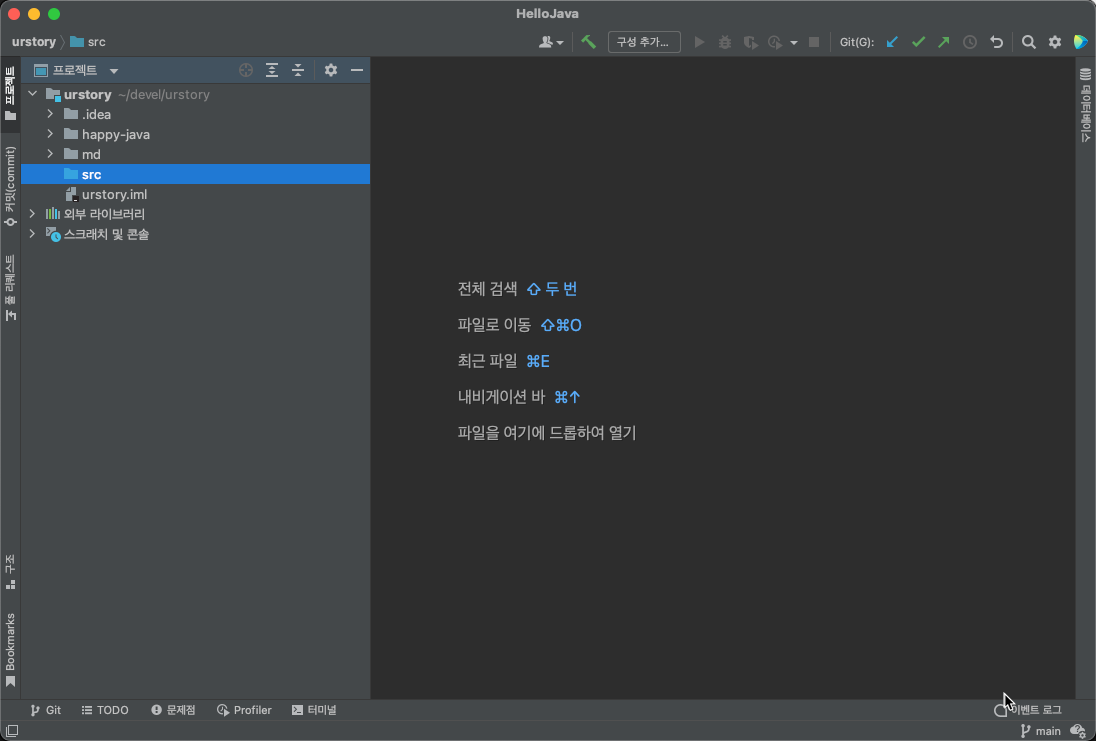 HelloJava
urstory
src
구성 추가...
Git(G):
프로젝트
프로젝트
커밋(commit)
풀 리퀘스트
구조
Bookmarks
urstory ~/devel/urstory
.idea
happy-java
md
src
urstory.iml
외부 라이브러리
스크래치 및 콘솔
전체 검색 ⇧ 두 번
파일로 이동 ⇧⌘O
최근 파일 ⌘E
내비게이션 바 ⌘↑
파일을 여기에 드롭하여 열기
데이터베이스
Git
TODO
문제점
Profiler
터미널
이벤트 로그
main